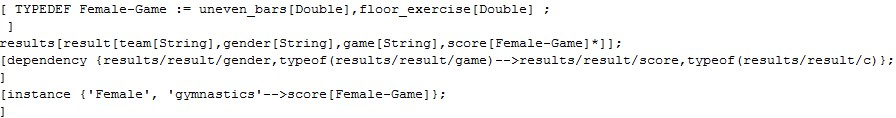 [ TYPEDEF Female-Game := uneven_bars[Double],floor_exercise[Double] ;
]
results[result[team[String],gender[String],game[String],score[Female-Game]*]];
[dependency {results/result/gender,typeof(results/result/game)-->results/result/score,typeof(results/result/c)};
]
[instance {'Female', 'gymnastics'-->score[Female-Game]};
]